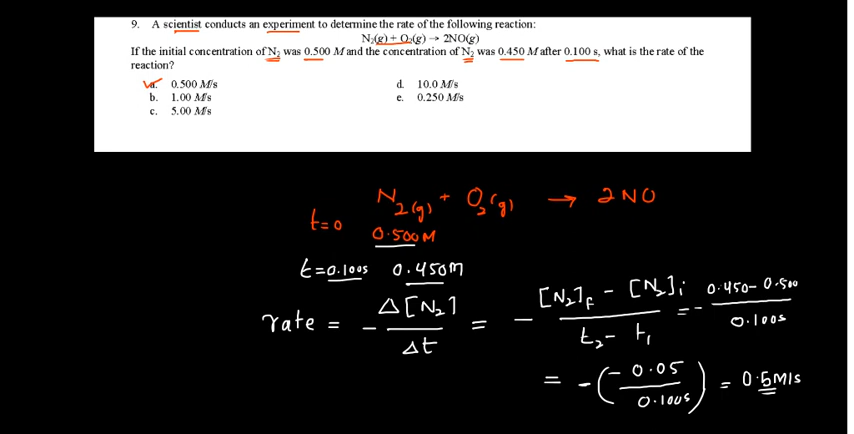 9. A scientist conducts an experiment to determine the rate of the following reaction:
N₂(g) + O₂(g) → 2NO(g)
If the initial concentration of N₂ was 0.500 M and the concentration of N₂ was 0.450 M after 0.100 s, what is the rate of the
reaction?
a. 0.500 M/s
b. 1.00 M/s
c. 5.00 M/s
d. 10.0 M/s
e. 0.250 M/s
N₂(g) + O₂(g) → 2NO
t=0
0.500M
t=0.100s 0.450M
rate = - Δ[N₂] / Δt = - [N₂]f - [N₂]i / t₂ - t₁ = - 0.450 - 0.500 / 0.100s
= - ( - 0.05 / 0.100s ) = 0.5M/s